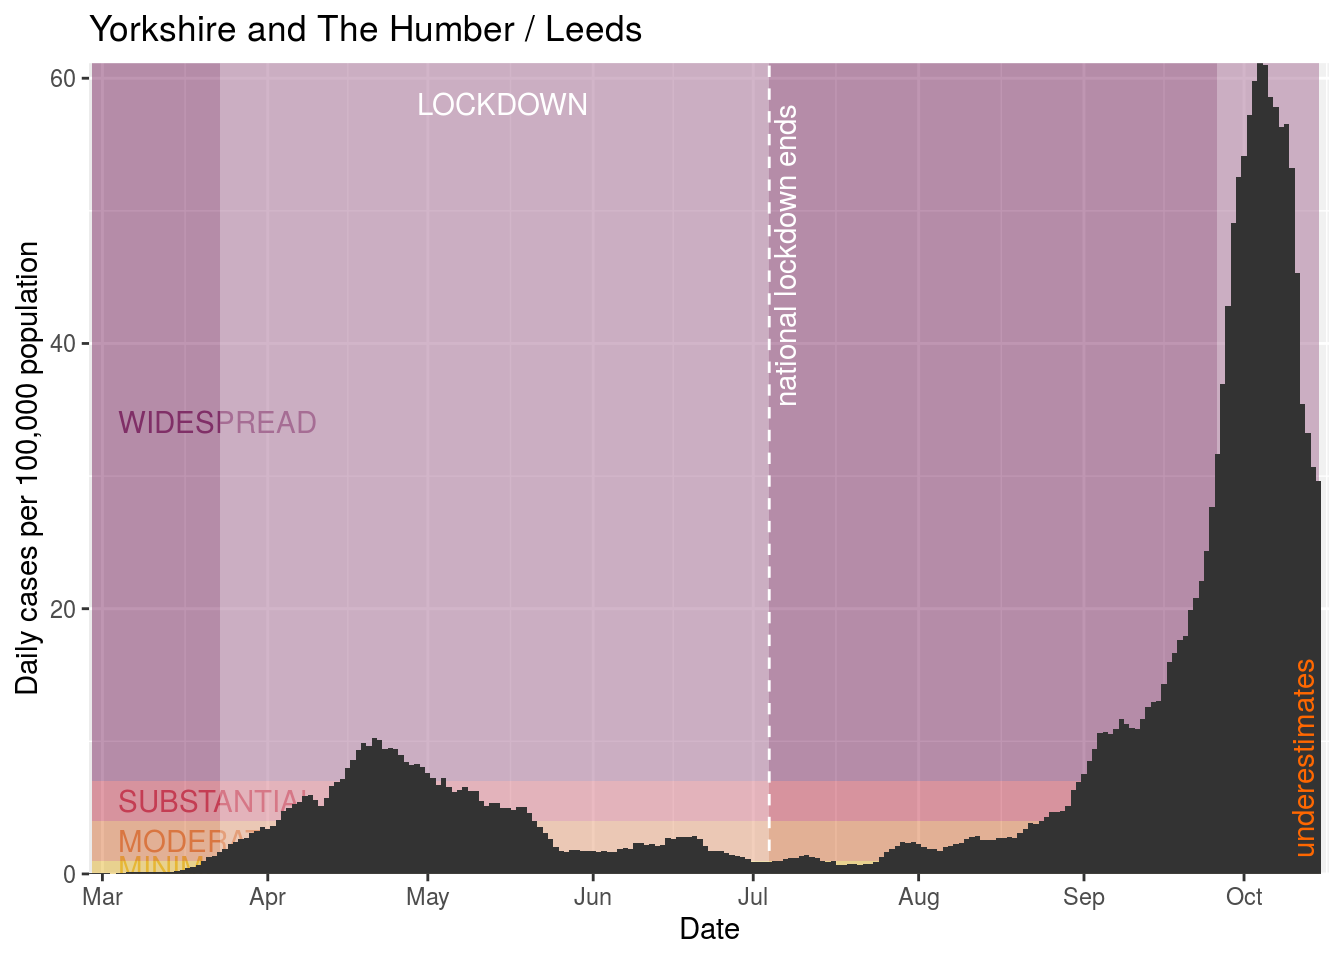 Yorkshire and The Humber / Leeds
Daily cases per 100,000 population
60
40
20
0
LOCKDOWN
national lockdown ends
WIDESPREAD
SUBSTANTIAL
underestimates
Mar Apr May Jun Jul Aug Sep Oct
Date